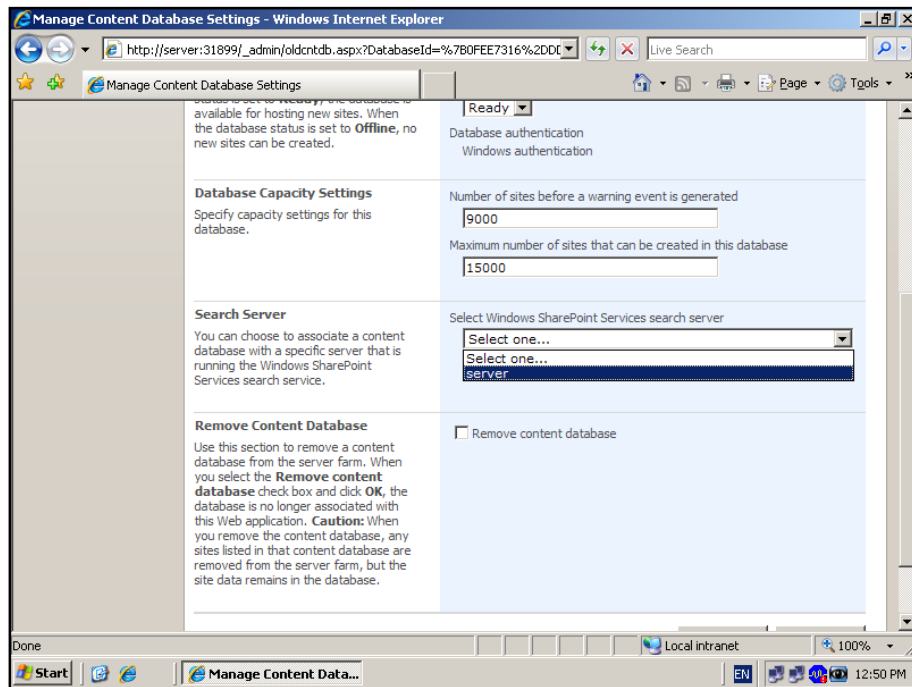 Manage Content Database Settings - Windows Internet Explorer
http://server:31899/_admin/oldcntdb.aspx?DatabaseId=%7B0FEE7316%2DD
Live Search
Manage Content Database Settings
Page
Tools
»
status is set to Ready, the database is
available for hosting new sites. When
the database status is set to Offline, no
new sites can be created.
Ready
Database authentication
Windows authentication
Database Capacity Settings
Specify capacity settings for this
database.
Number of sites before a warning event is generated
9000
Maximum number of sites that can be created in this database
15000
Search Server
You can choose to associate a content
database with a specific server that is
running the Windows SharePoint
Services search service.
Select Windows SharePoint Services search server
Select one...
Select one...
server
Remove Content Database
Use this section to remove a content
database from the server farm. When
you select the Remove content
database check box and click OK, the
database is no longer associated with
this Web application. Caution: When
you remove the content database, any
sites listed in that content database are
removed from the server farm, but the
site data remains in the database.
Remove content database
Done
Local intranet
100%
Start
Manage Content Data...
EN
12:50 PM